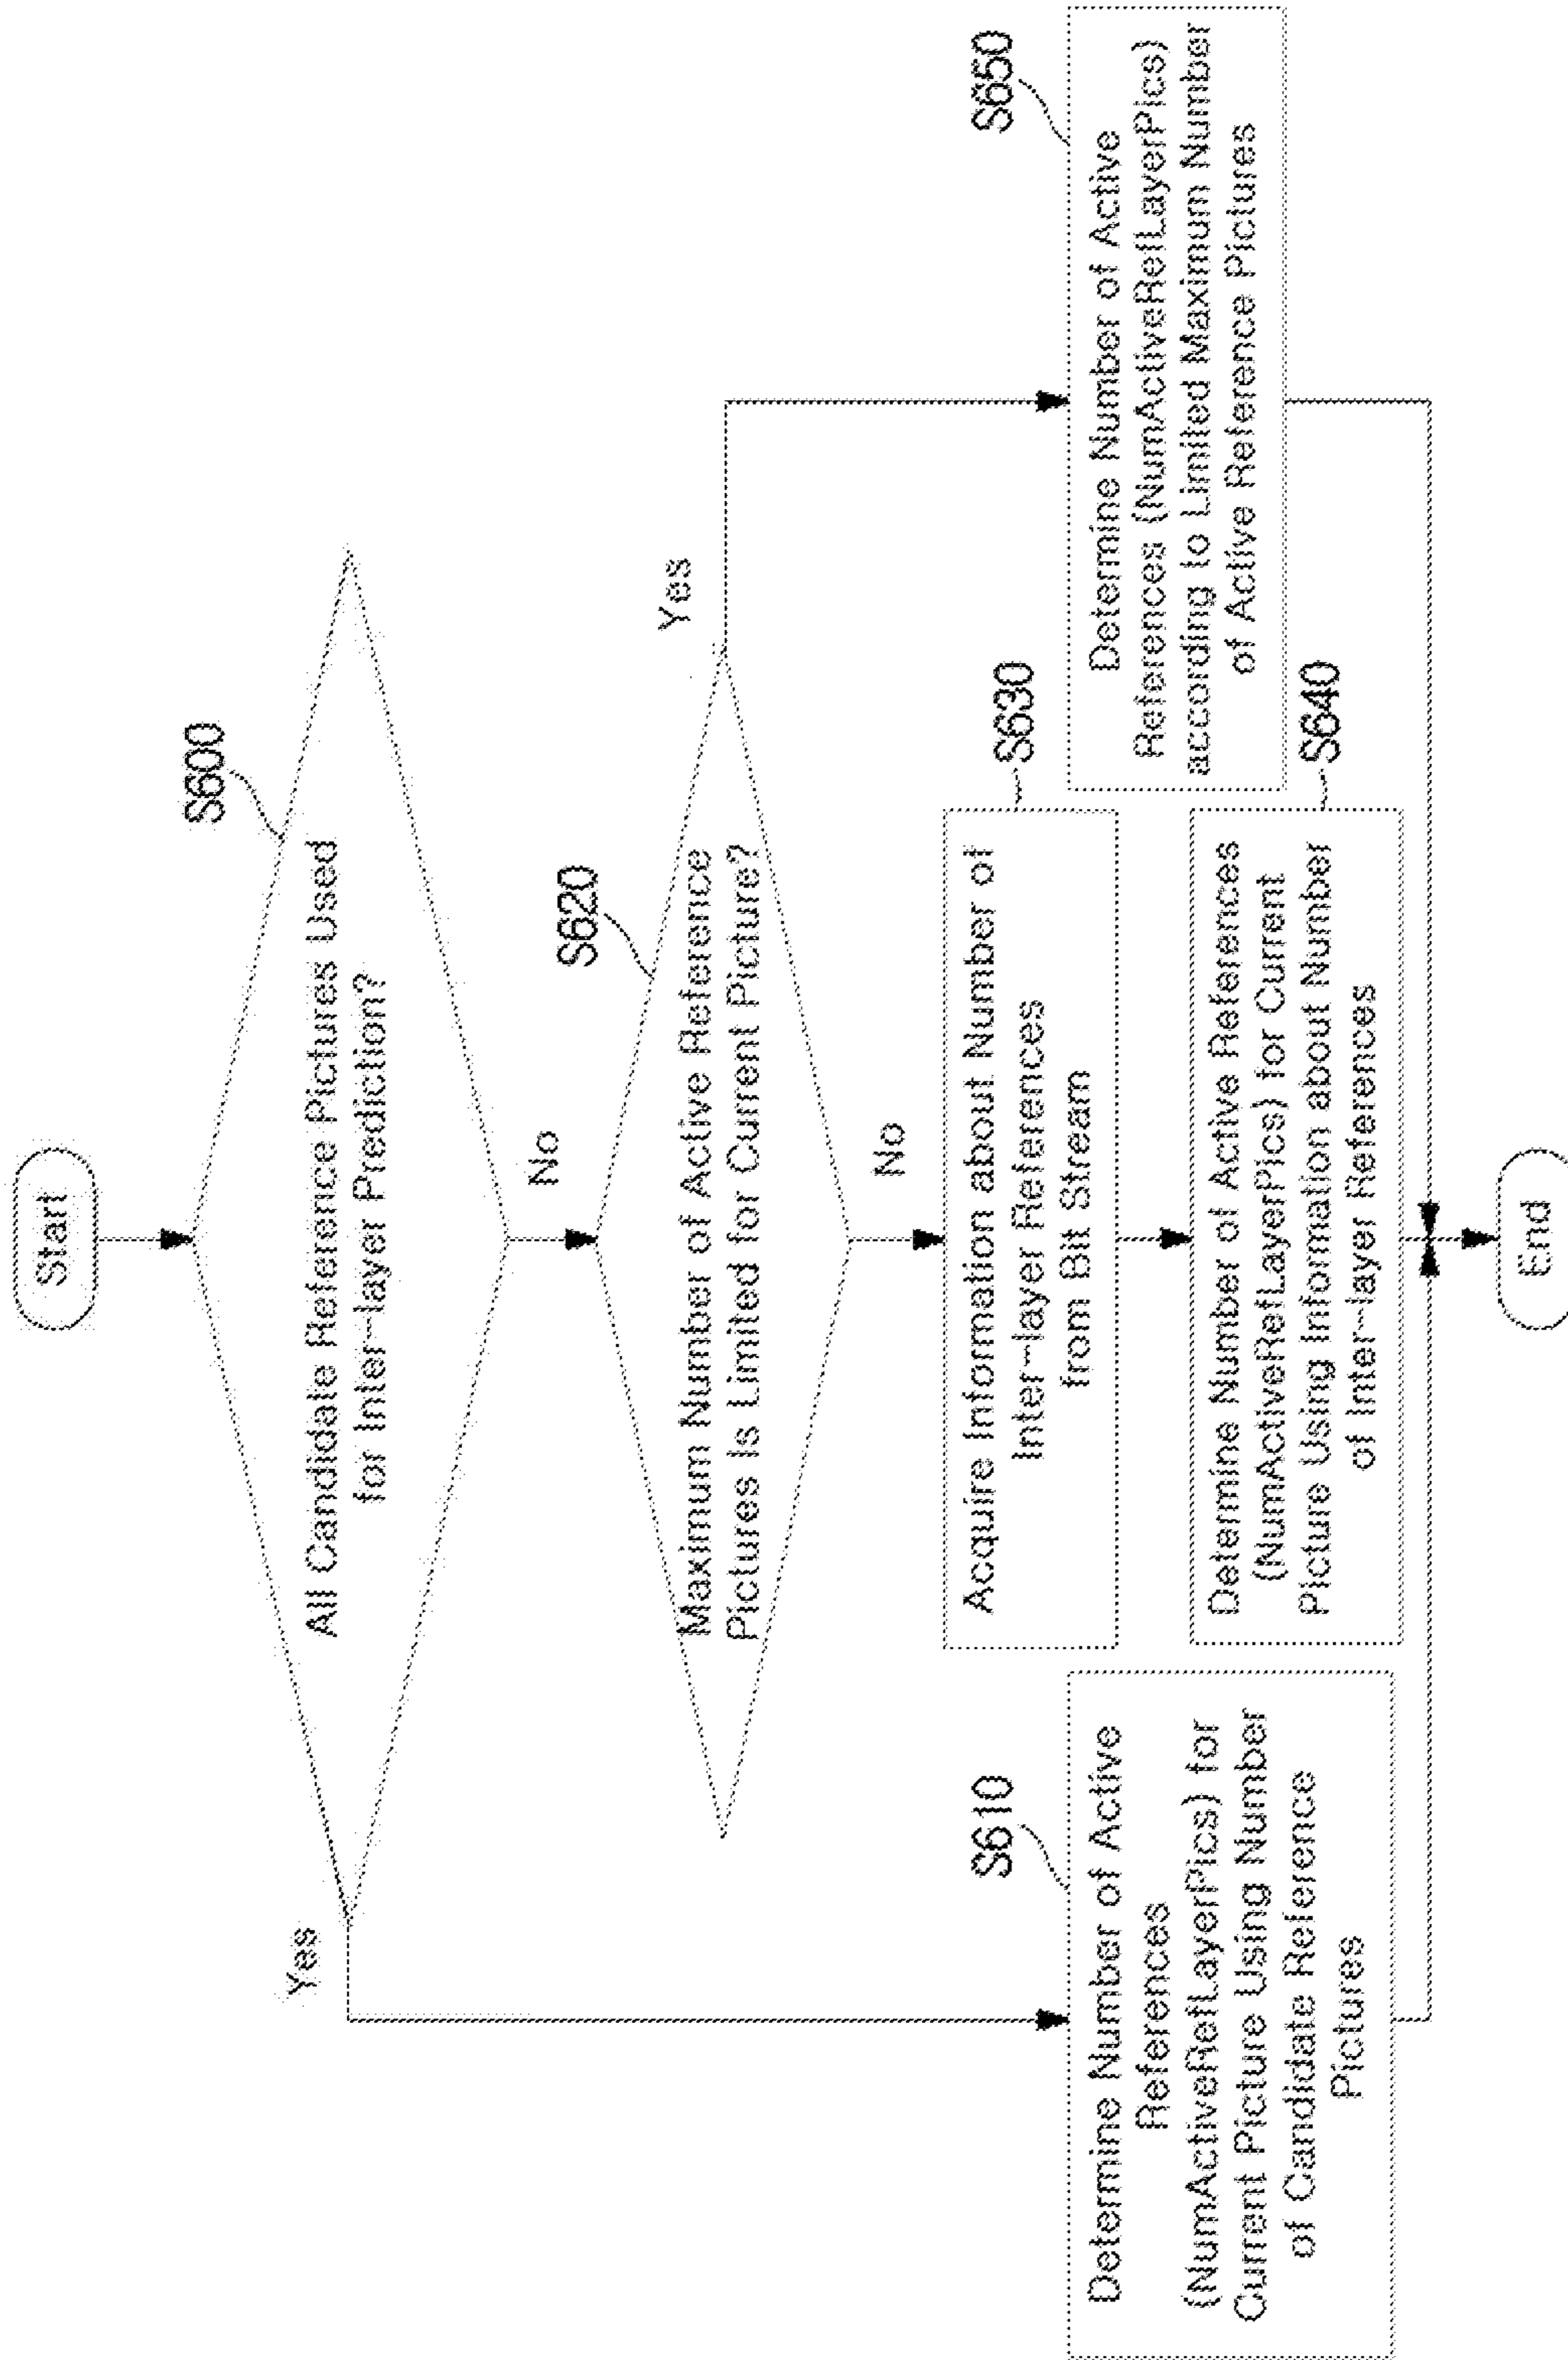 Start
S600
All Candidate Reference Pictures Used
for Inter-layer Prediction?
Yes
No
S620
Maximum Number of Active Reference
Pictures Is Limited for Current Picture?
Yes
No
S610
Determine Number of Active
References
(NumActiveRefLayerPics) for
Current Picture Using Number
of Candidate Reference
Pictures
S630
Acquire Information about Number of
Inter-layer References
from Bit Stream
S640
Determine Number of Active References
(NumActiveRefLayerPics) for Current
Picture Using Information about Number
of Inter-layer References
S650
Determine Number of Active
References (NumActiveRefLayerPics)
according to Limited Maximum Number
of Active Reference Pictures
End